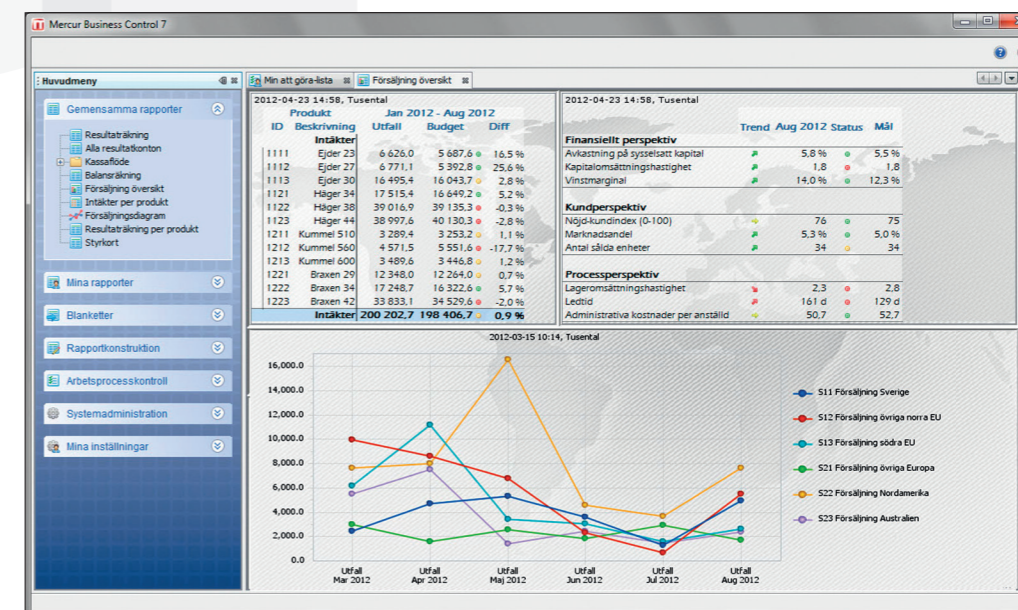 Mercur Business Control 7
Huvudmeny
Gemensamma rapporter
Resultaträkning
Alla resultatkonton
Kassaflöde
Balansräkning
Försäljning översikt
Intäkter per produkt
Försäljningsdiagram
Resultaträkning per produkt
Styrkort
Mina rapporter
Blanketter
Rapportkonstruktion
Arbetsprocesskontroll
Systemadministration
Mina inställningar
Min att göra-lista
Försäljning översikt
2012-04-23 14:58, Tusental
Produkt Jan 2012 - Aug 2012
ID Beskrivning Utfall Budget Diff
Intäkter
1111 Ejder 23 6 626,0 5 687,6 16,5 %
1112 Ejder 27 6 771,1 5 392,8 25,6 %
1113 Ejder 30 16 495,4 16 043,7 2,8 %
1121 Häger 34 17 515,4 16 649,2 5,2 %
1122 Häger 38 39 016,9 39 135,3 -0,3 %
1123 Häger 44 38 997,6 40 130,3 -2,8 %
1211 Kummel 510 3 289,4 3 253,2 1,1 %
1212 Kummel 560 4 571,5 5 551,6 -17,7 %
1213 Kummel 600 3 489,6 3 446,8 1,2 %
1221 Braxen 29 12 348,0 12 264,0 0,7 %
1222 Braxen 34 17 248,7 16 322,6 5,7 %
1223 Braxen 42 33 833,1 34 529,6 -2,0 %
Intäkter 200 202,7 198 406,7 0,9 %
2012-04-23 14:58, Tusental
Trend Aug 2012 Status Mål
Finansiellt perspektiv
Avkastning på sysselsatt kapital 5,8 % 5,5 %
Kapitalomsättningshastighet 1,8 1,8
Vinstmarginal 14,0 % 12,3 %
Kundperspektiv
Nöjd-kundindex (0-100) 76 75
Marknadsandel 5,3 % 5,0 %
Antal sålda enheter 34 34
Processperspektiv
Lageromsättningshastighet 2,3 2,8
Ledtid 161 d 129 d
Administrativa kostnader per anställd 50,7 52,7
2012-03-15 10:14, Tusental
16,000.0
14,000.0
12,000.0
10,000.0
8,000.0
6,000.0
4,000.0
2,000.0
0.0
Utfall Utfall Utfall Utfall Utfall Utfall
Mar 2012 Apr 2012 Maj 2012 Jun 2012 Jul 2012 Aug 2012
S11 Försäljning Sverige
S12 Försäljning övriga norra EU
S13 Försäljning södra EU
S21 Försäljning övriga Europa
S22 Försäljning Nordamerika
S23 Försäljning Australien